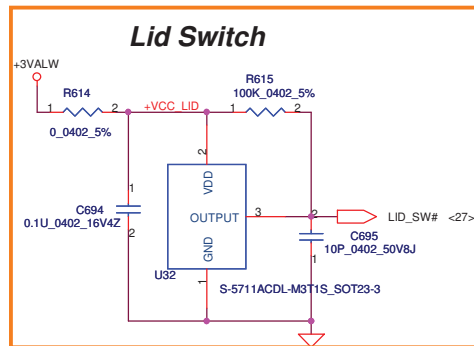 Lid Switch
+3VALW
R614
1
2
0_0402_5%
+VCC_LID
R615
100K_0402_5%
1
2
1
C694
0.1U_0402_16V4Z
2
2
VDD
OUTPUT
3
GND
1
U32
S-5711ACDL-M3T1S_SOT23-3
2
C695
10P_0402_50V8J
1
LID_SW# <27>